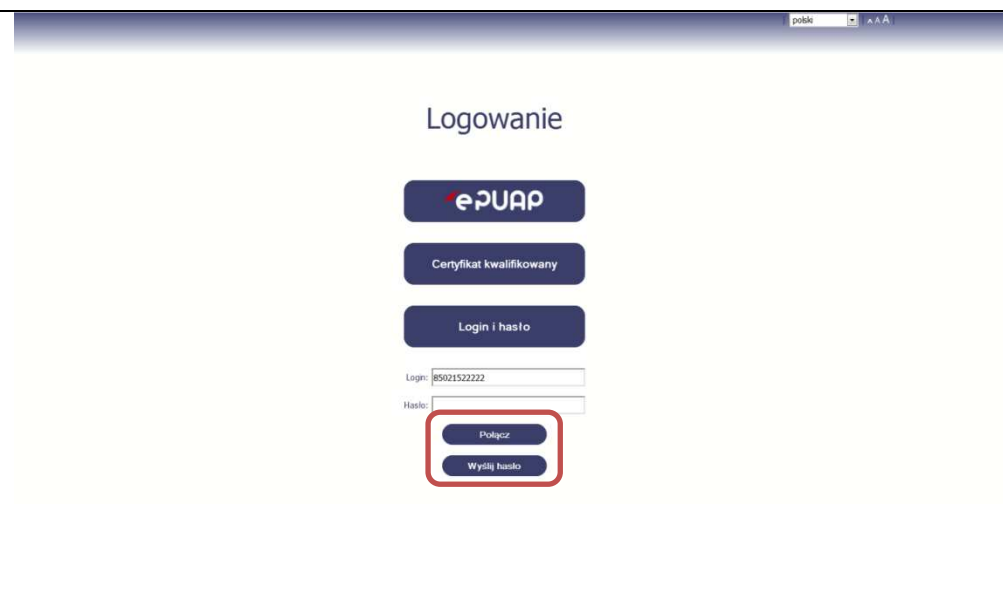 polski A A A
Logowanie
ePUAP
Certyfikat kwalifikowany
Login i hasło
Login: 85021522222
Hasło:
Połącz
Wyślij hasło